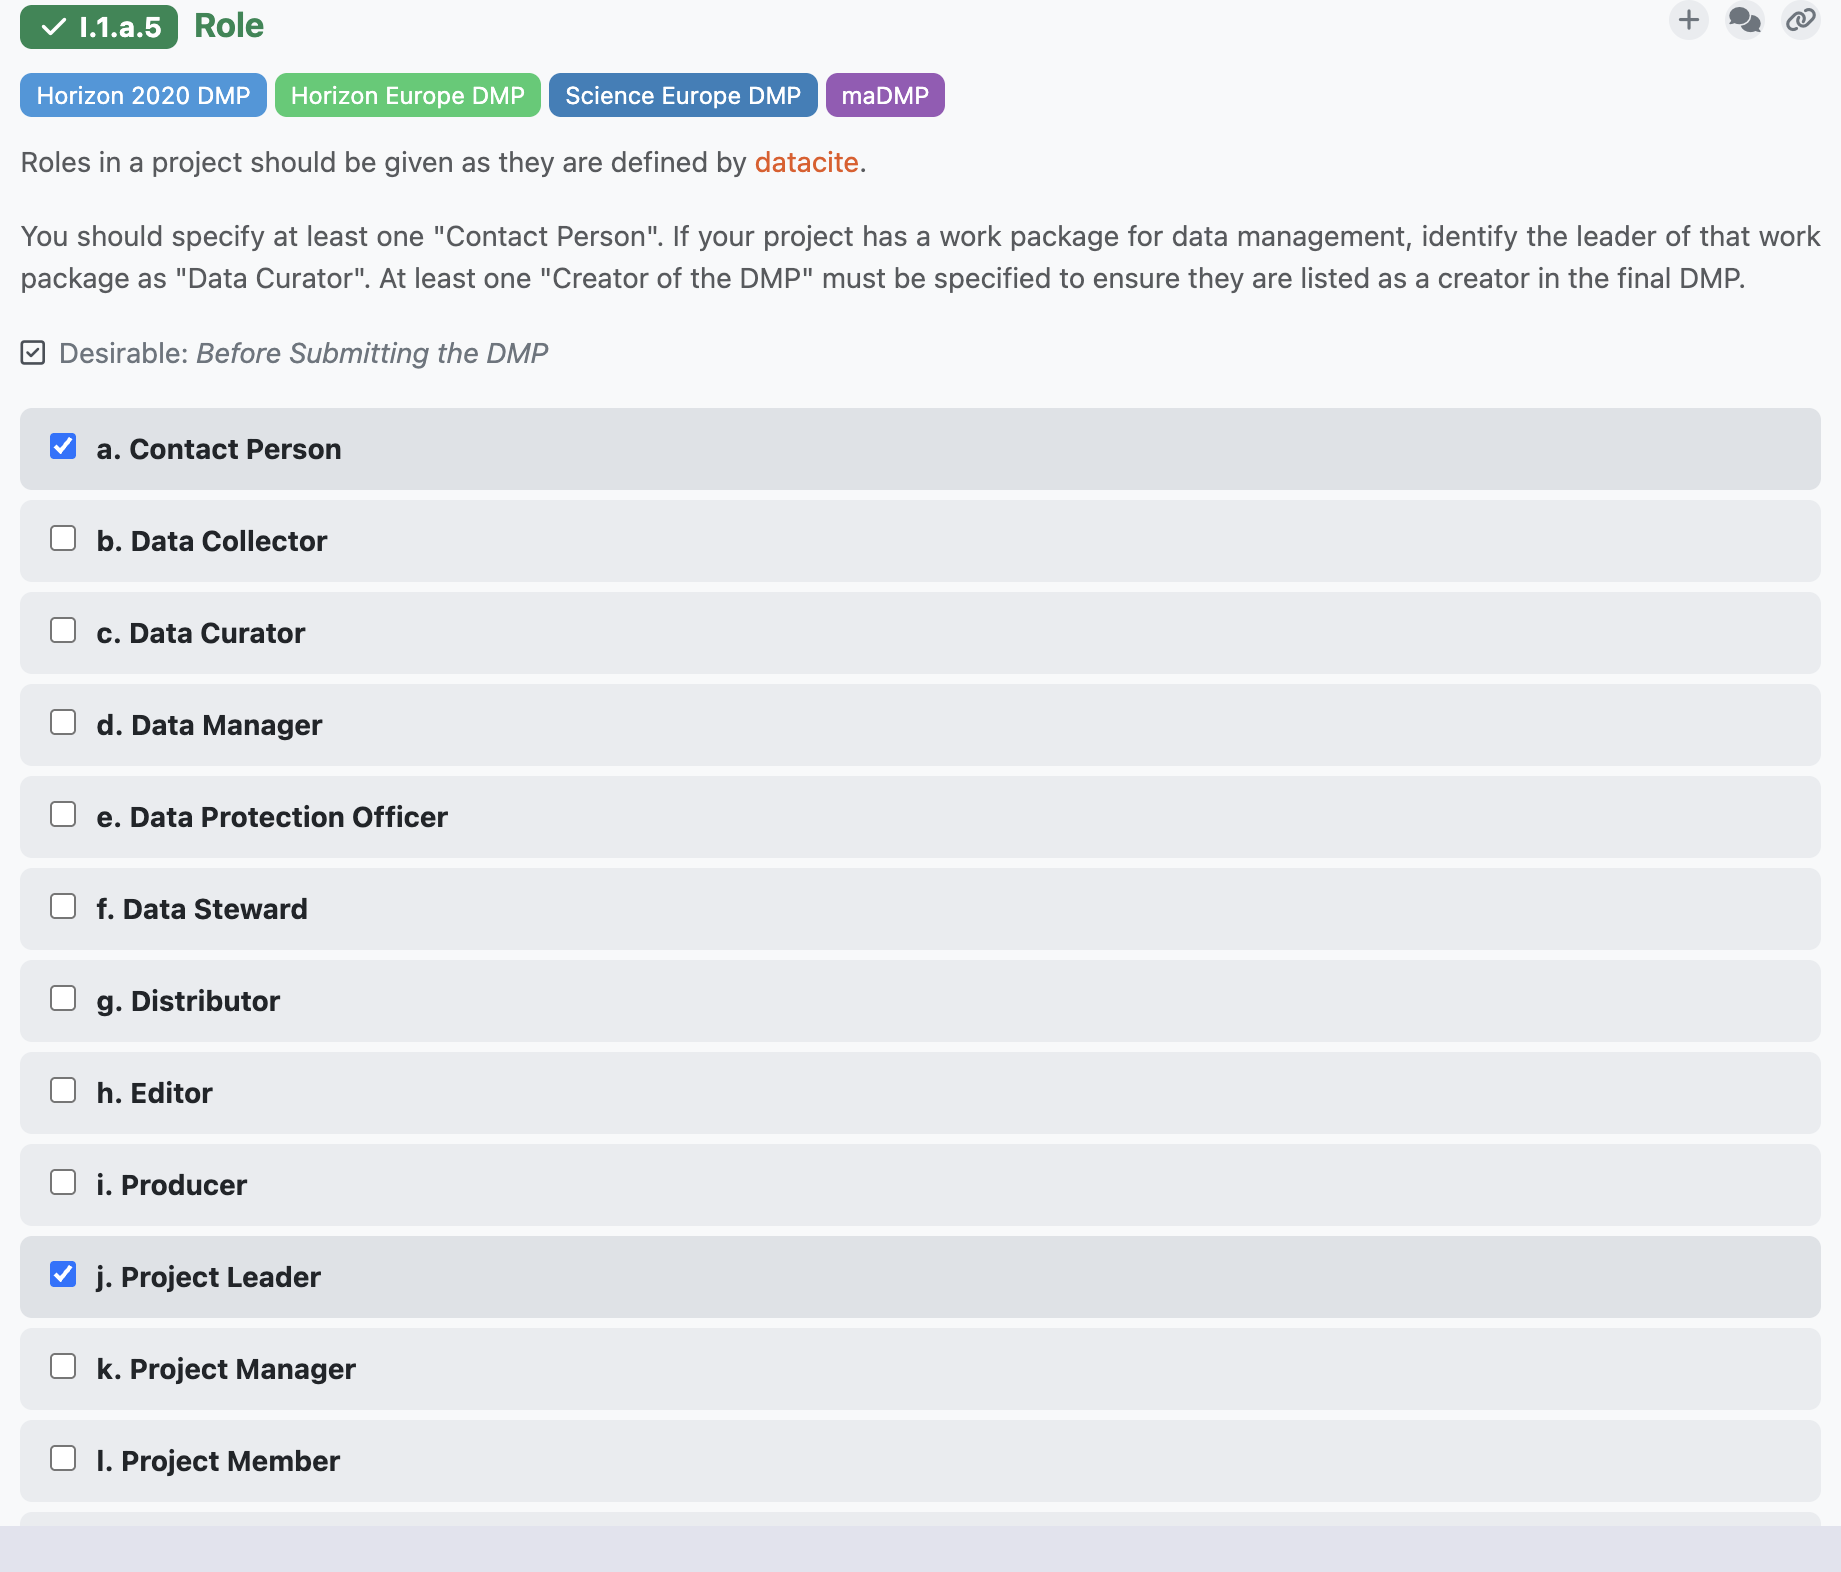 I.1.a.5 Role
Horizon 2020 DMP Horizon Europe DMP Science Europe DMP maDMP
Roles in a project should be given as they are defined by datacite.
You should specify at least one "Contact Person". If your project has a work package for data management, identify the leader of that work
package as "Data Curator". At least one "Creator of the DMP" must be specified to ensure they are listed as a creator in the final DMP.
Desirable: Before Submitting the DMP
a. Contact Person
b. Data Collector
c. Data Curator
d. Data Manager
e. Data Protection Officer
f. Data Steward
g. Distributor
h. Editor
i. Producer
j. Project Leader
k. Project Manager
l. Project Member